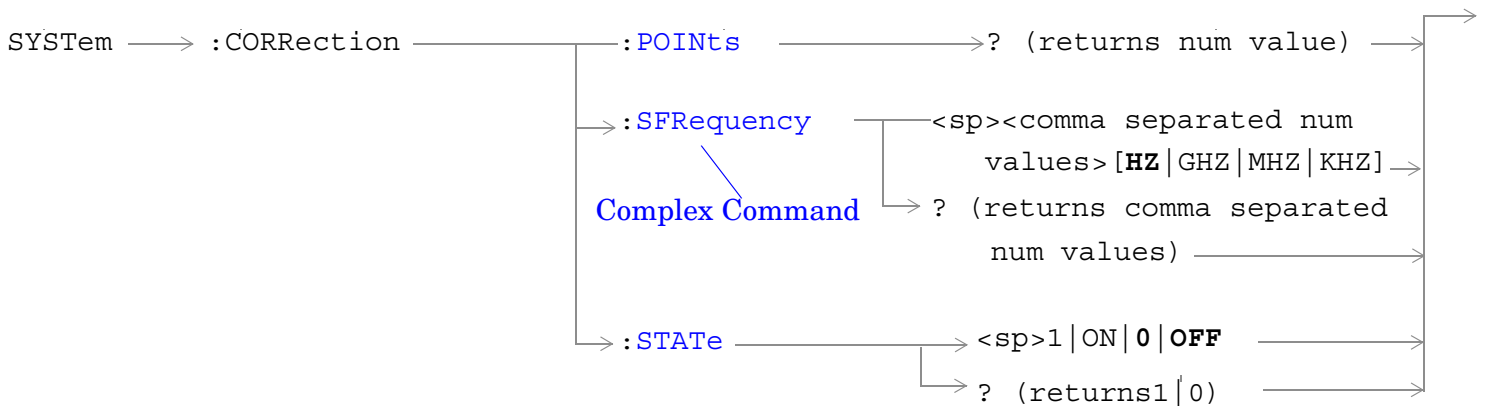 SYSTem :CORRection :POINts ? (returns num value)
:SFRequency <sp><comma separated num
values>[HZ|GHZ|MHZ|KHZ]
Complex Command ? (returns comma separated
num values)
:STATe <sp>1|ON|0|OFF
? (returns1|0)